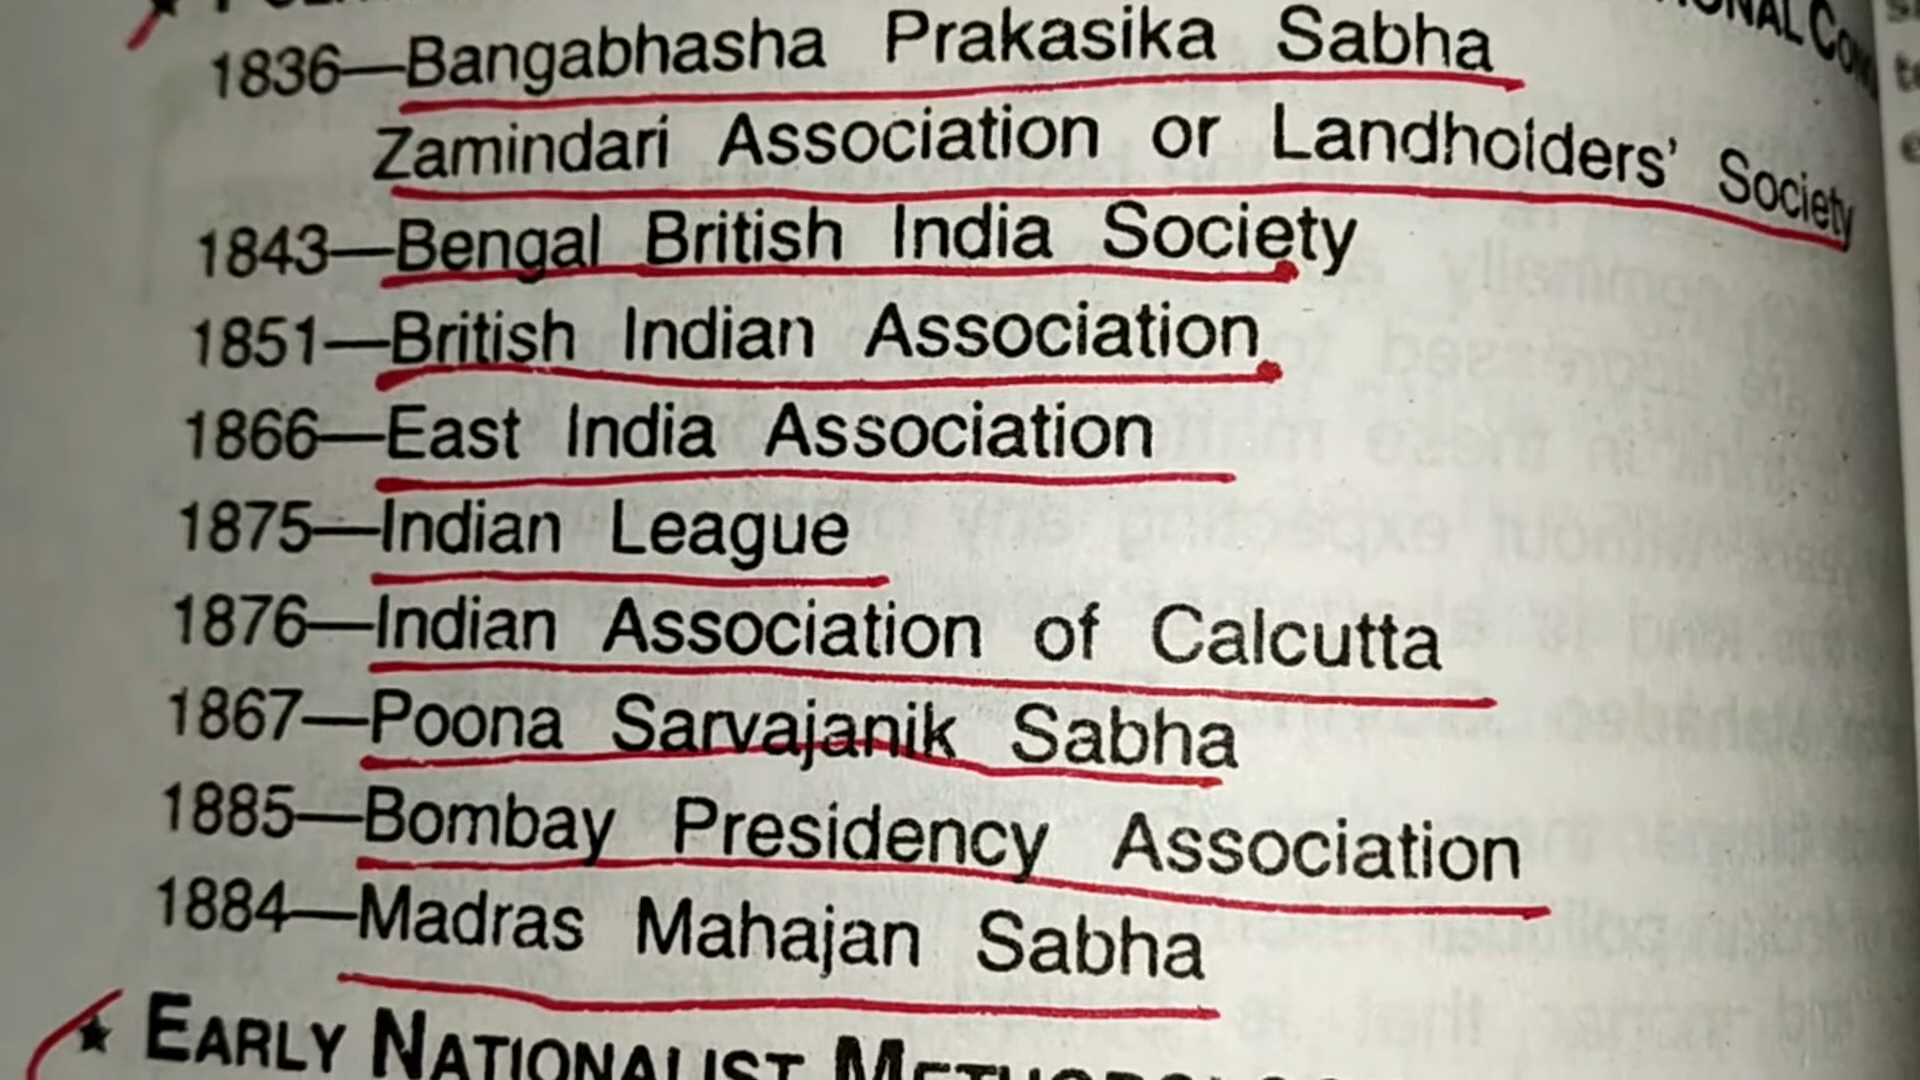 1836—Bangabhasha Prakasika Sabha
Zamindari Association or Landholders' Society
1843—Bengal British India Society
1851—British Indian Association
1866—East India Association
1875—Indian League
1876—Indian Association of Calcutta
1867—Poona Sarvajanik Sabha
1885—Bombay Presidency Association
1884—Madras Mahajan Sabha
★ EARLY NATIONALIST